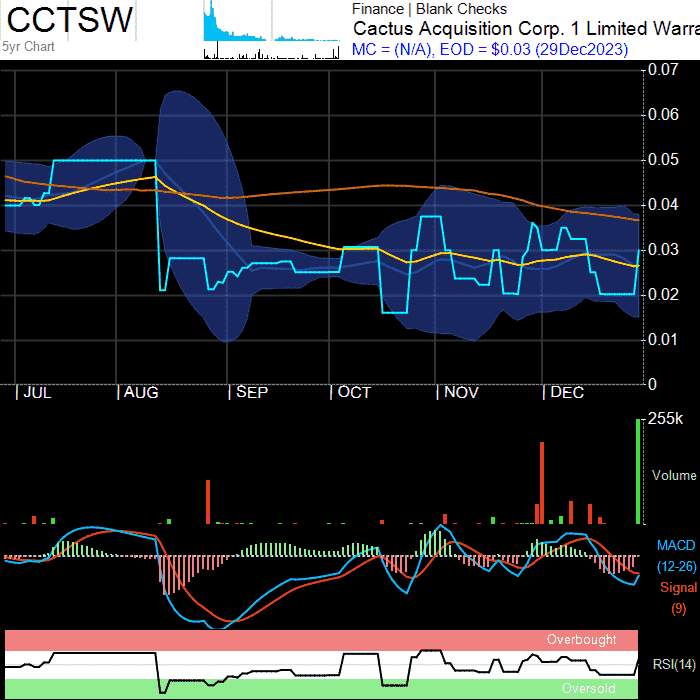 CCTSW
5yr Chart
Finance | Blank Checks
Cactus Acquisition Corp. 1 Limited Warra
MC = (N/A), EOD = $0.03 (29Dec2023)
0.07
0.06
0.05
0.04
0.03
0.02
0.01
0
| JUL | AUG | SEP | OCT | NOV | DEC
255k
Volume
MACD
(12-26)
Signal
(9)
Overbought
RSI(14)
Oversold